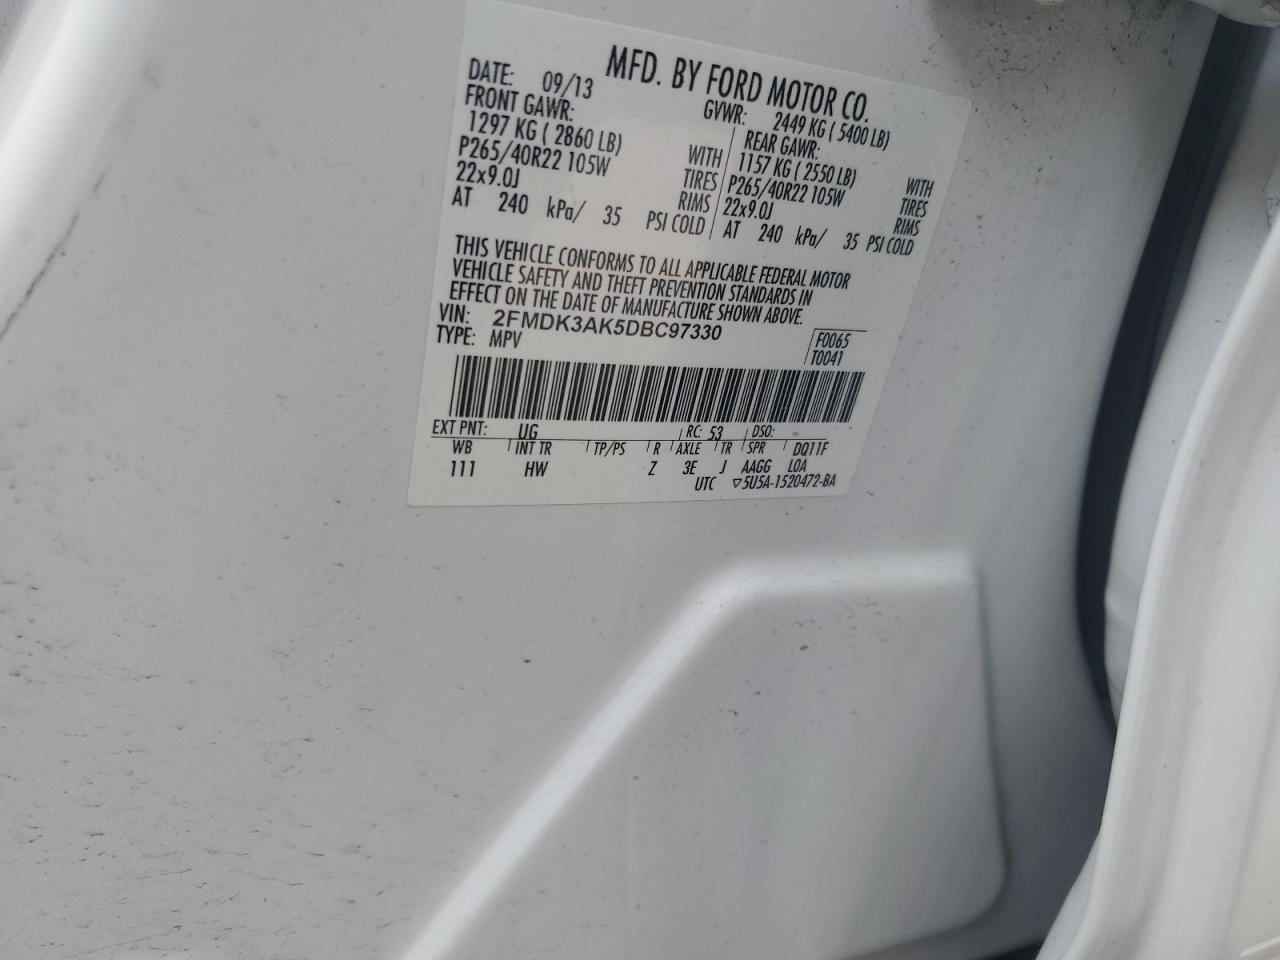 MFD. BY FORD MOTOR CO.
DATE: 09/13 GVWR: 2449 KG ( 5400 LB)
FRONT GAWR: REAR GAWR:
1297 KG ( 2860 LB) WITH 1157 KG ( 2550 LB) WITH
P265/40R22 105W TIRES P265/40R22 105W TIRES
22x9.0J RIMS 22x9.0J RIMS
AT 240 kPa/ 35 PSI COLD AT 240 kPa/ 35 PSI COLD
THIS VEHICLE CONFORMS TO ALL APPLICABLE FEDERAL MOTOR
VEHICLE SAFETY AND THEFT PREVENTION STANDARDS IN
EFFECT ON THE DATE OF MANUFACTURE SHOWN ABOVE.
VIN: 2FMDK3AK5DBC97330
TYPE: MPV
F0065
T0041
EXT PNT: UG RC: 53 DSO:
WB INT TR TP/PS R AXLE TR SPR DQ11F
111 HW Z 3E J AAGG LOA
UTC ▽5U5A-1520472-BA